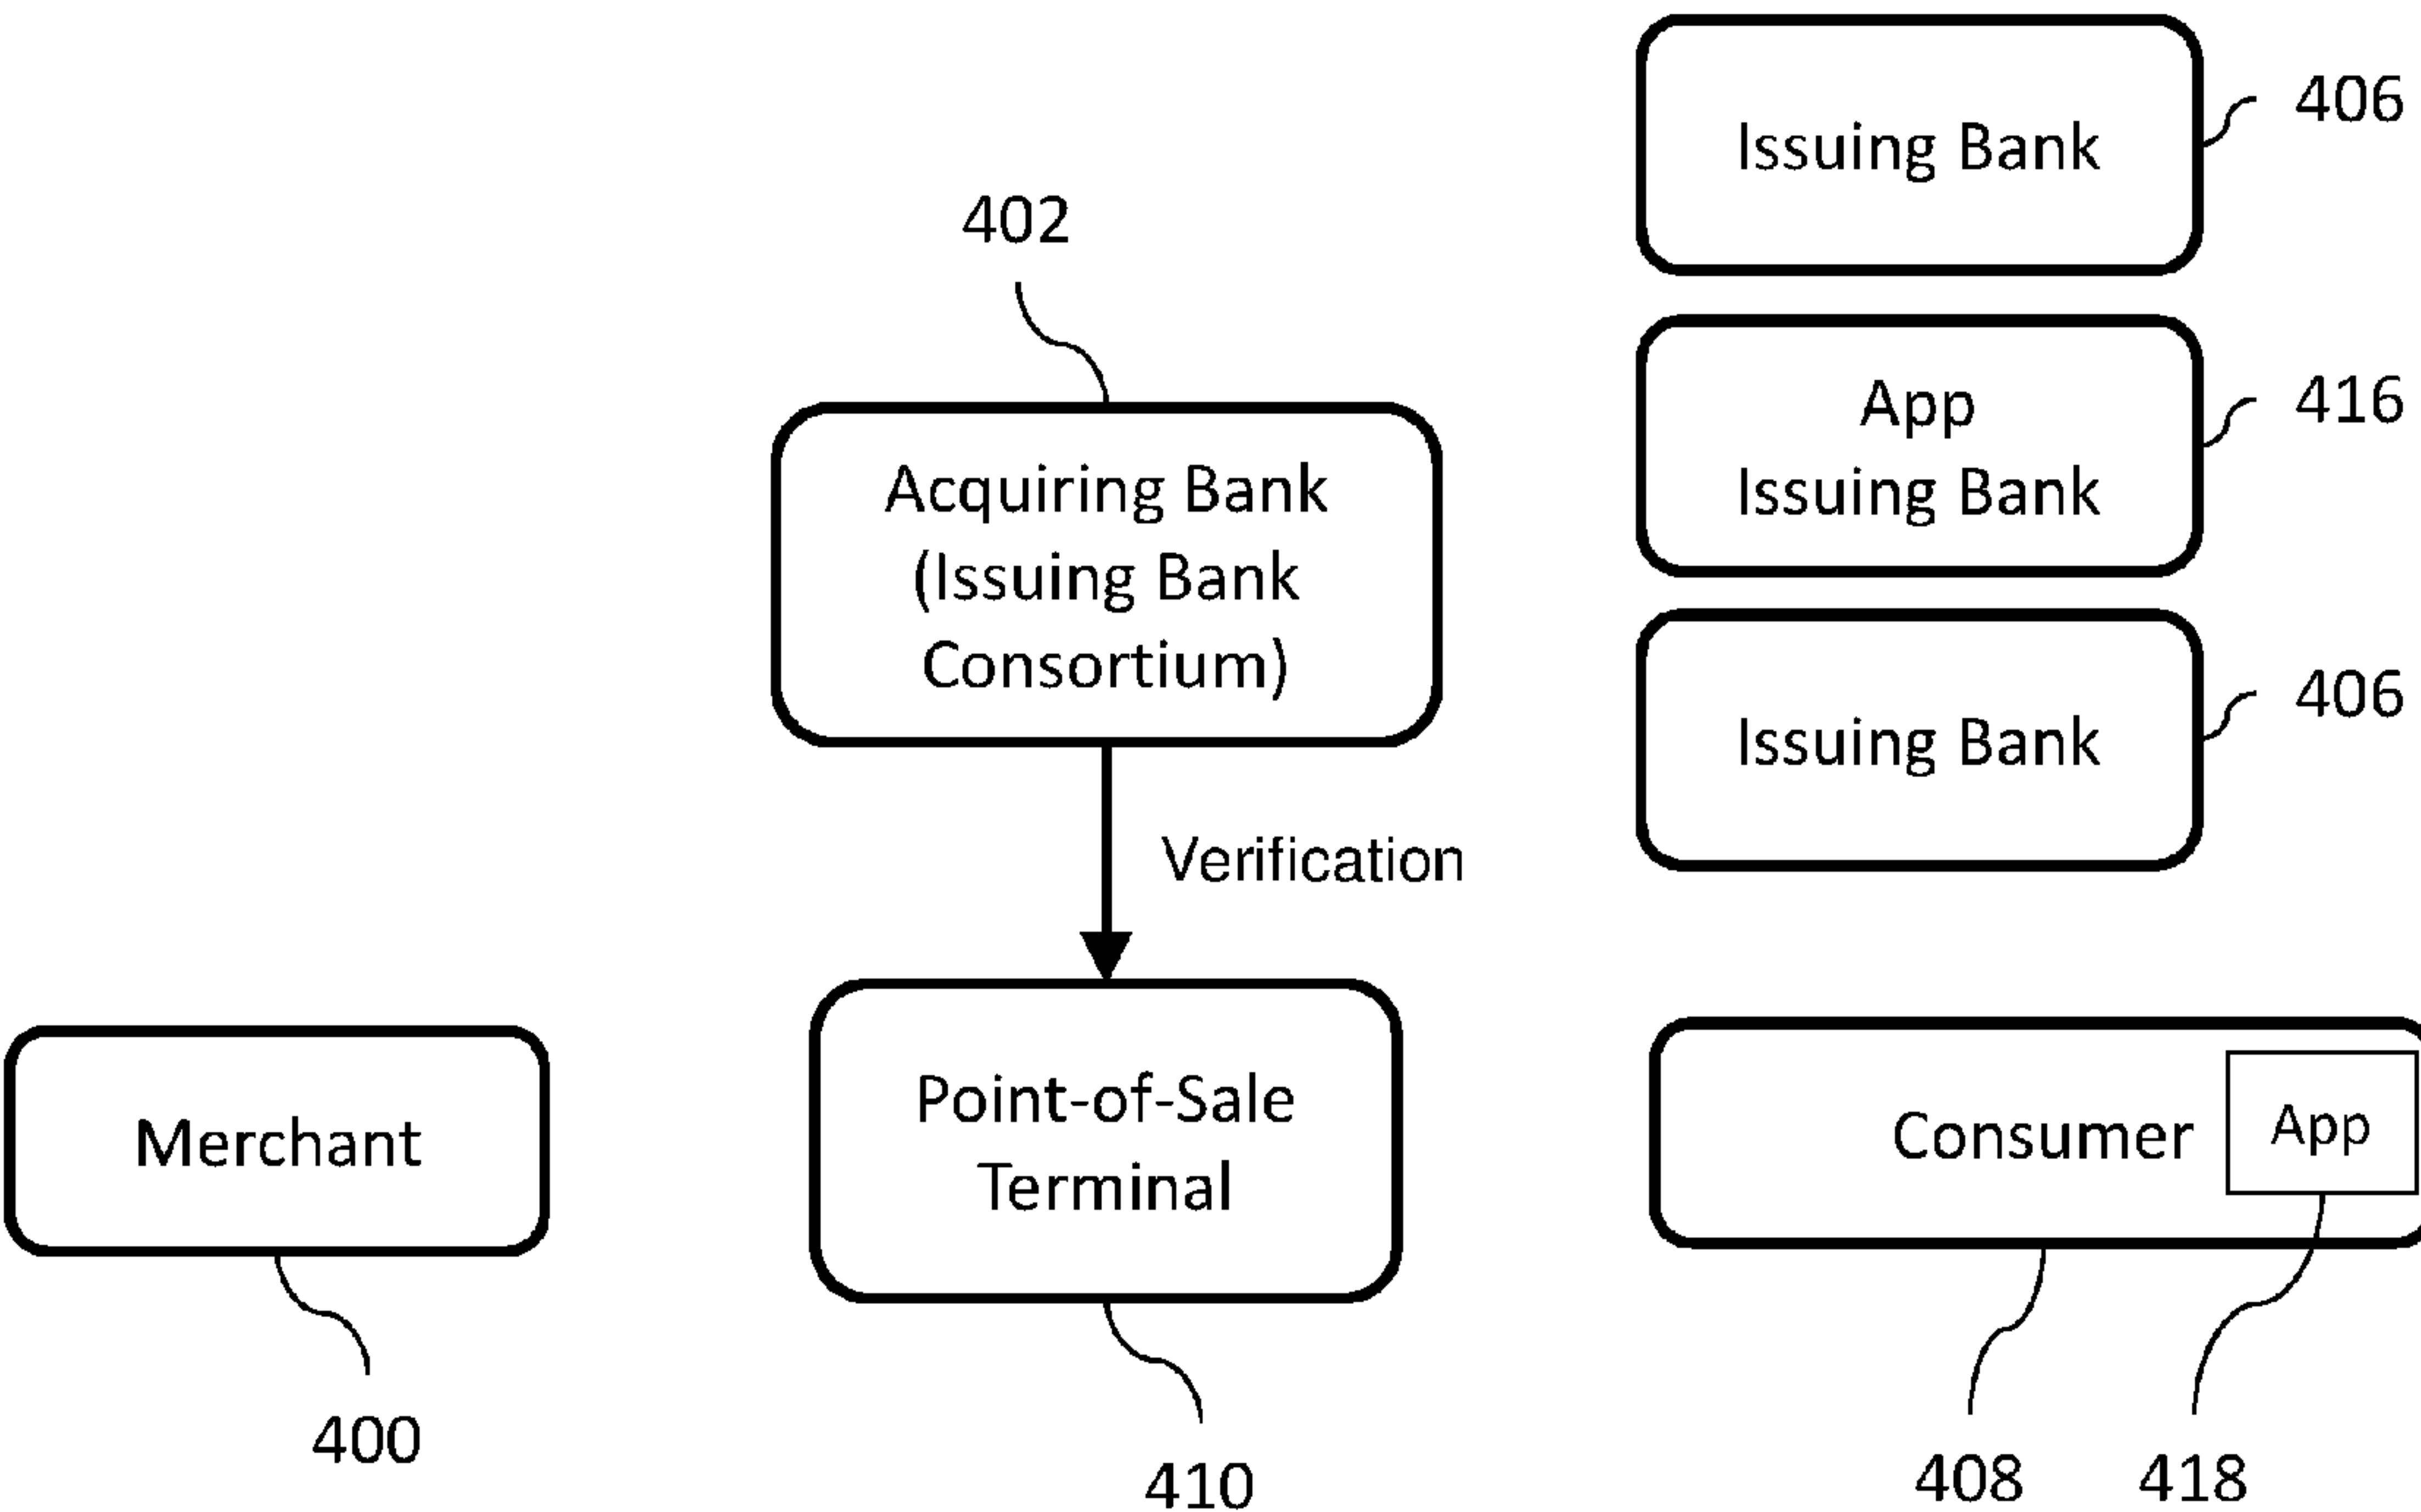 Issuing Bank
406
402
App
Issuing Bank
416
Acquiring Bank
(Issuing Bank
Consortium)
Issuing Bank
406
Verification
Merchant
400
Point-of-Sale
Terminal
410
Consumer
App
408
418